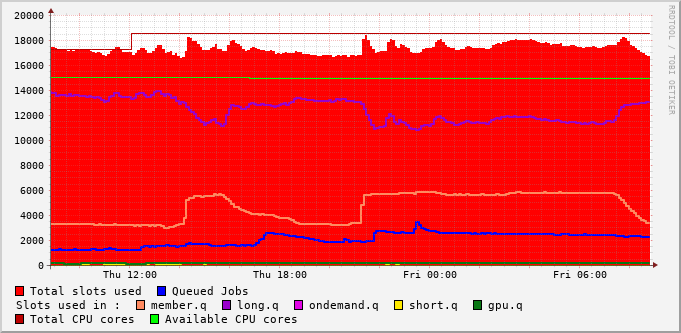 20000
18000
16000
14000
12000
10000
8000
6000
4000
2000
0
Thu 12:00 Thu 18:00 Fri 00:00 Fri 06:00
RRDTOOL / TOBI OETIKER
Total slots used Queued Jobs
Slots used in : member.q long.q ondemand.q short.q gpu.q
Total CPU cores Available CPU cores